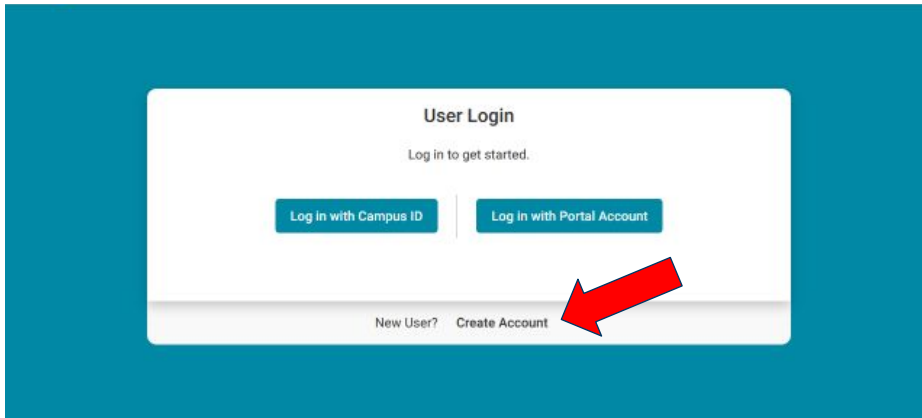 User Login
Log in to get started.
Log in with Campus ID
Log in with Portal Account
New User? Create Account